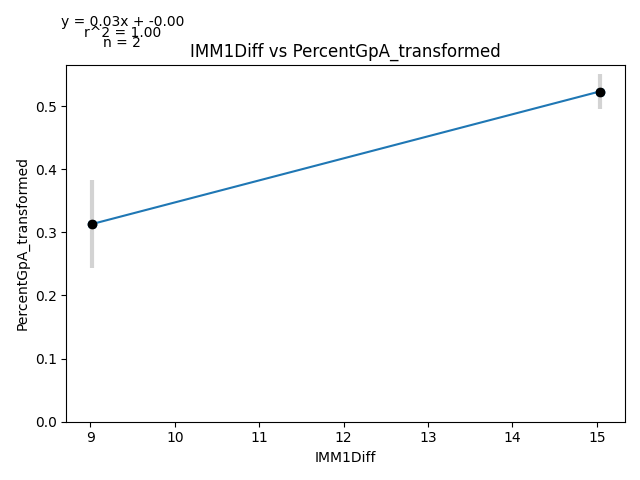 y = 0.03x + -0.00
r^2 = 1.00
n = 2
IMM1Diff vs PercentGpA_transformed
PercentGpA_transformed
0.5
0.4
0.3
0.2
0.1
0.0
9 10 11 12 13 14 15
IMM1Diff